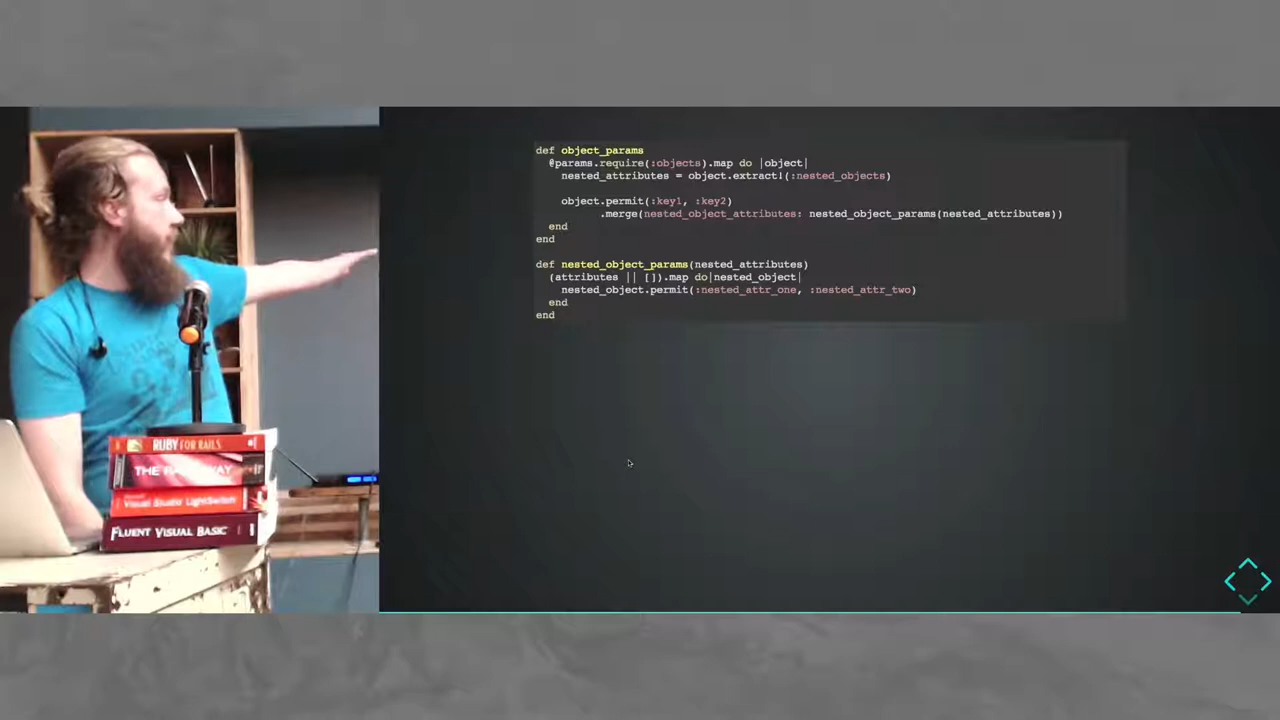 def object_params
@params.require(:objects).map do |object|
nested_attributes = object.extract!(:nested_objects)
object.permit(:key1, :key2)
.merge(nested_object_attributes: nested_object_params(nested_attributes))
end
end
def nested_object_params(nested_attributes)
(attributes || []).map do|nested_object|
nested_object.permit(:nested_attr_one, :nested_attr_two)
end
end
RUBY FOR RAILS
THE RAILS WAY
Visual Studio LightSwitch
FLUENT VISUAL BASIC